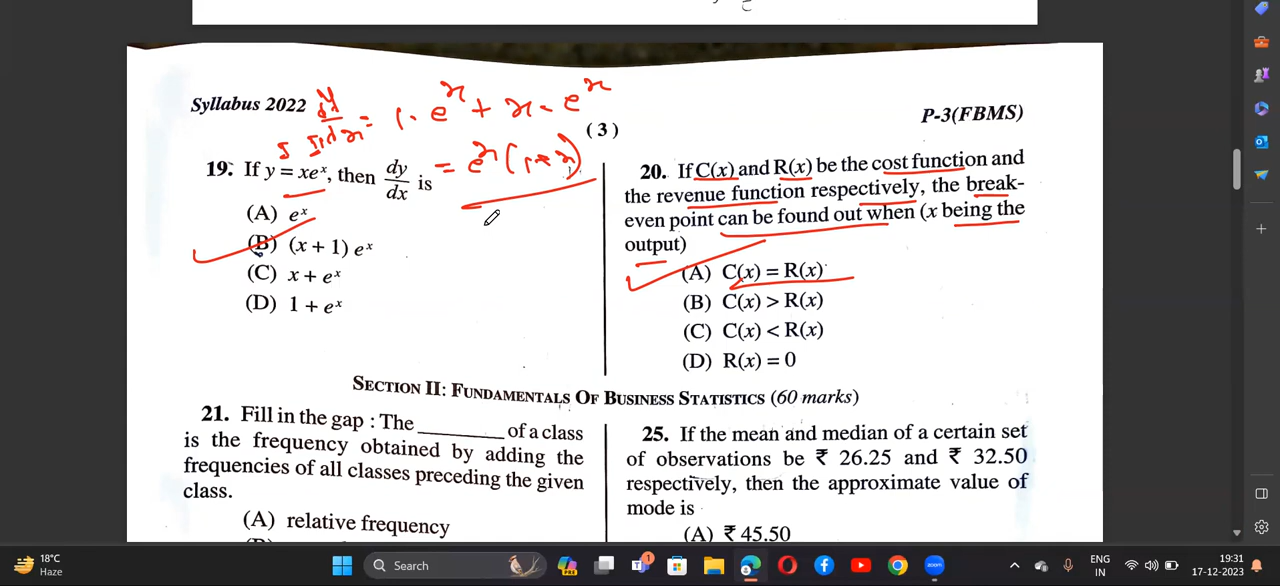 Syllabus 2022
dy/dx = 1. e^x + x . e^x
= e^x (1+x)
P-3(FBMS)
( 3 )
19. If y = xe^x, then dy/dx is
(A) e^x
(B) (x + 1) e^x
(C) x + e^x
(D) 1 + e^x
20. If C(x) and R(x) be the cost function and
the revenue function respectively, the break-
even point can be found out when (x being the
output)
(A) C(x) = R(x)
(B) C(x) > R(x)
(C) C(x) < R(x)
(D) R(x) = 0
SECTION II: FUNDAMENTALS OF BUSINESS STATISTICS (60 marks)
21. Fill in the gap : The ________ of a class
is the frequency obtained by adding the
frequencies of all classes preceding the given
class.
(A) relative frequency
25. If the mean and median of a certain set
of observations be ₹ 26.25 and ₹ 32.50
respectively, then the approximate value of
mode is
(A) ₹ 45.50
18°C
Haze
Search
ENG
IN
19:31
17-12-2023